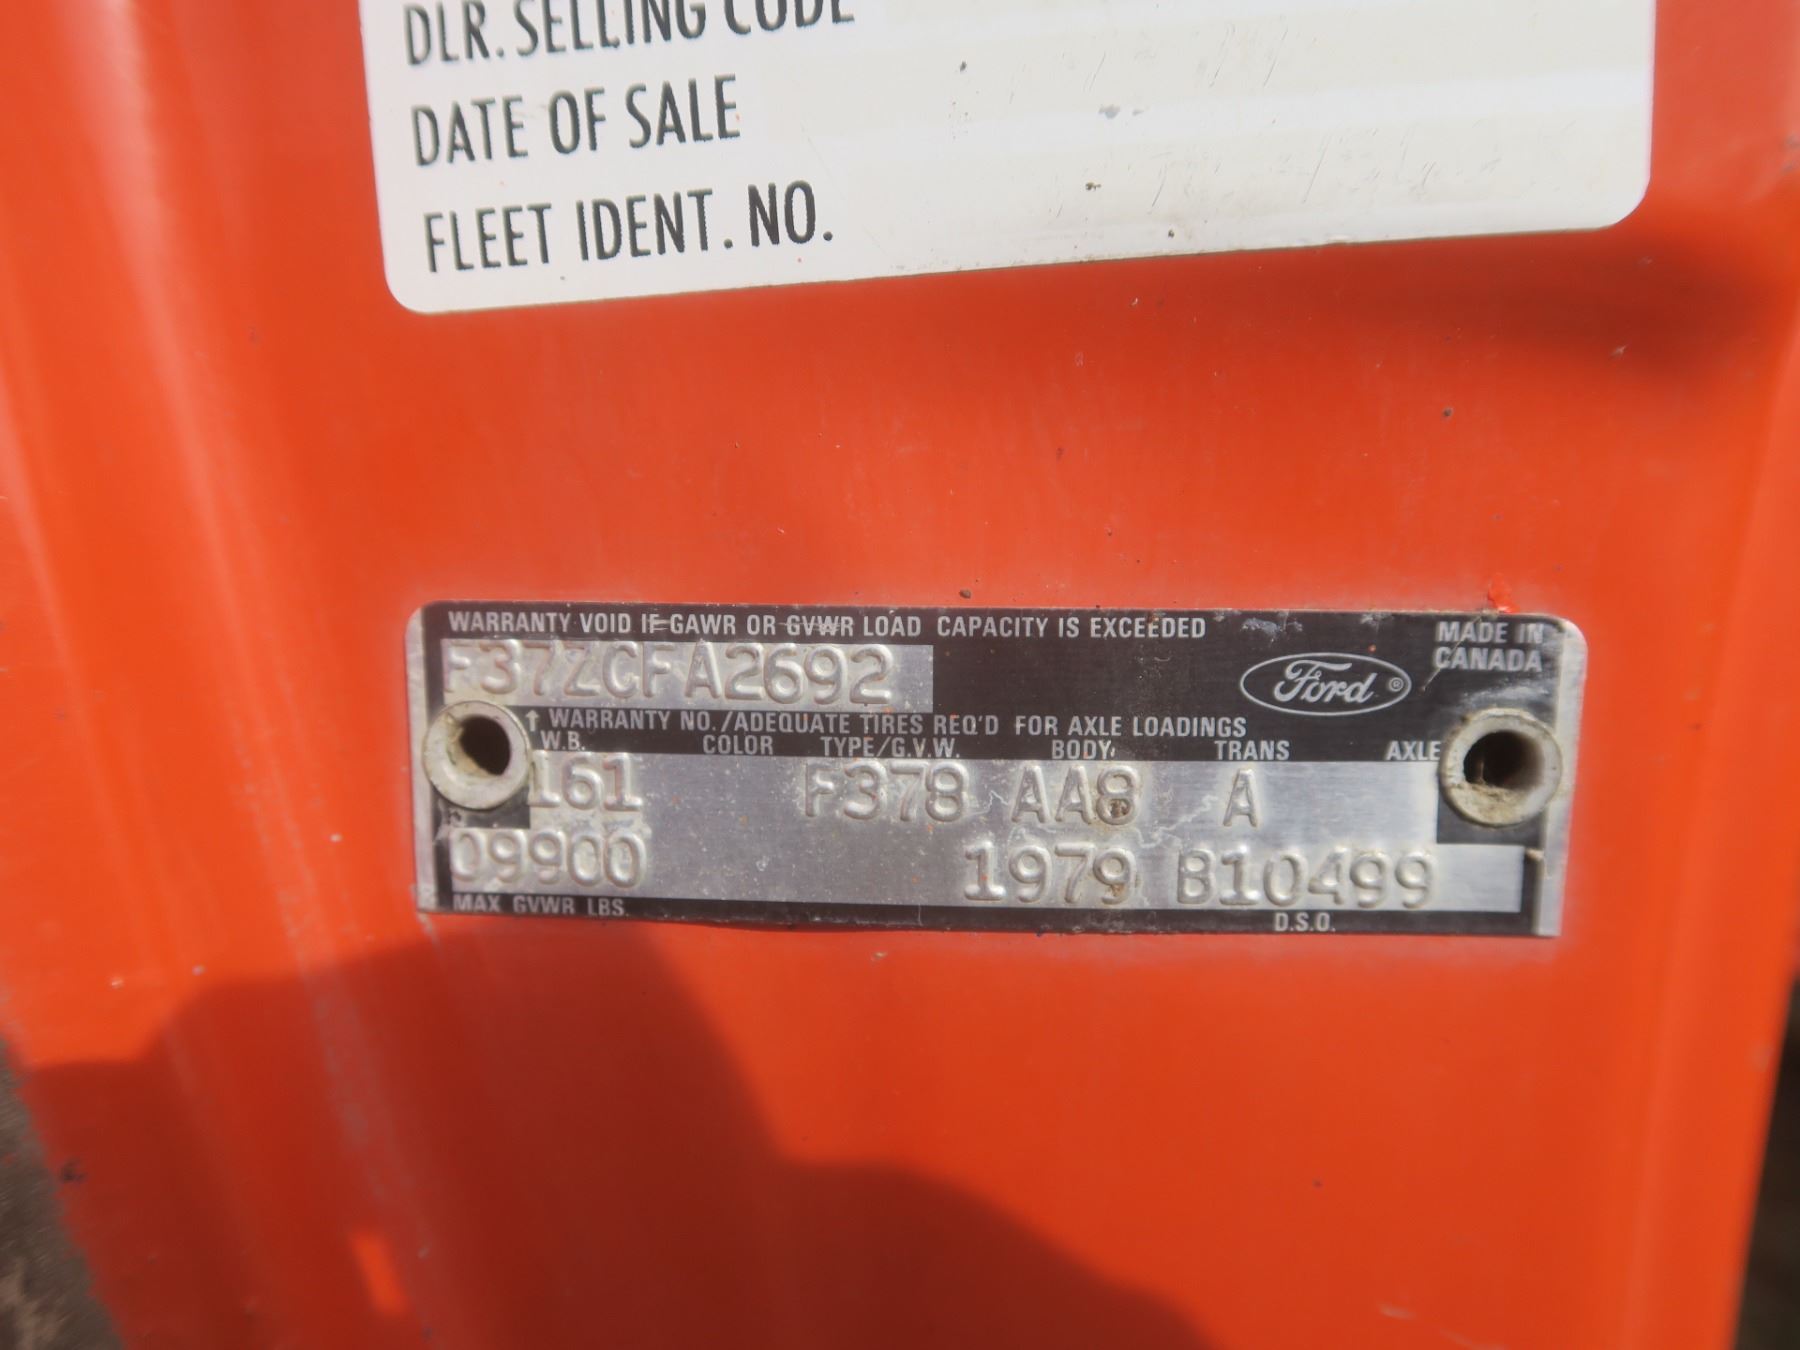 DLR. SELLING CODE
DATE OF SALE
FLEET IDENT. NO.
WARRANTY VOID IF GAWR OR GVWR LOAD CAPACITY IS EXCEEDED
MADE IN
CANADA
F37ZCFA2692
Ford ®
↑ WARRANTY NO./ADEQUATE TIRES REQ'D FOR AXLE LOADINGS
W.B. COLOR TYPE/G.V.W. BODY TRANS AXLE
161 F378 AA8 A
09900 1979 B10499
MAX GVWR LBS. D.S.O.